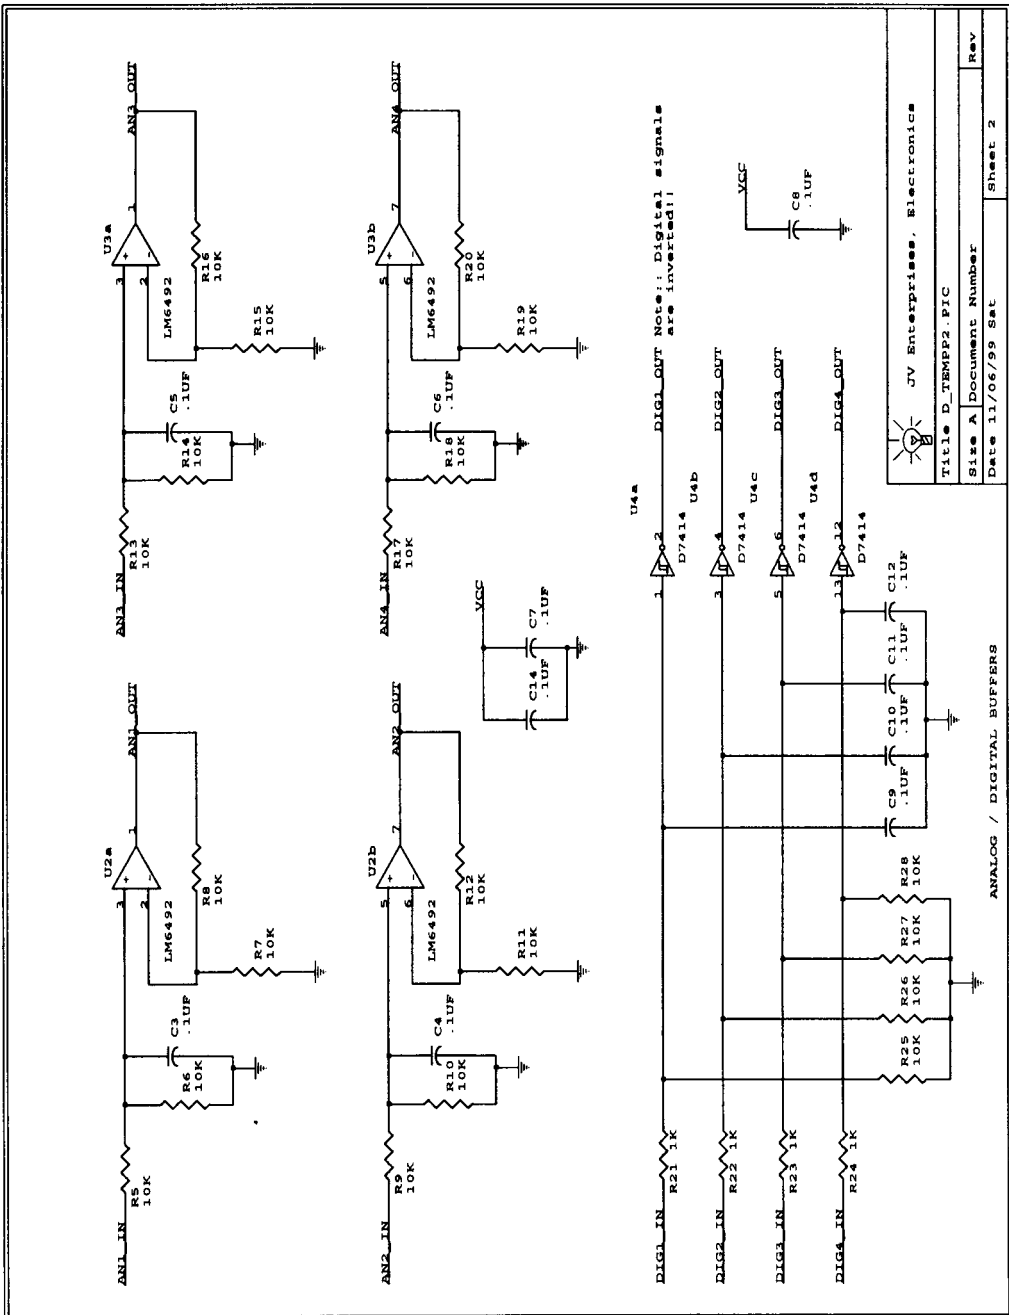 AN1_IN
R5
10K
R6
10K
C3
.1UF
3
2
+
-
U2a
LM6492
1
AN1_OUT
R8
10K
R7
10K
AN3_IN
R13
10K
R14
10K
C5
.1UF
3
2
+
-
U3a
LM6492
1
AN3_OUT
R16
10K
R15
10K
AN2_IN
R9
10K
R10
10K
C4
.1UF
5
6
+
-
U2b
LM6492
7
AN2_OUT
R12
10K
R11
10K
AN4_IN
R17
10K
R18
10K
C6
.1UF
5
6
+
-
U3b
LM6492
7
AN4_OUT
R20
10K
R19
10K
VCC
C14
.1UF
C7
.1UF
DIG1_IN
R21 1K
1
U4a
2
D7414
DIG1_OUT
DIG2_IN
R22 1K
3
U4b
4
D7414
DIG2_OUT
DIG3_IN
R23 1K
5
U4c
6
D7414
DIG3_OUT
DIG4_IN
R24 1K
13
U4d
12
D7414
DIG4_OUT
Note:: Digital signals
are inverted!!
VCC
C8
.1UF
R25
10K
R26
10K
R27
10K
R28
10K
C9
.1UF
C10
.1UF
C11
.1UF
C12
.1UF
ANALOG / DIGITAL BUFFERS
JV Enterprises, Electronics
Title D_TEMPP2.PIC
Size A Document Number
Rev
Date 11/06/99 Sat
Sheet 2